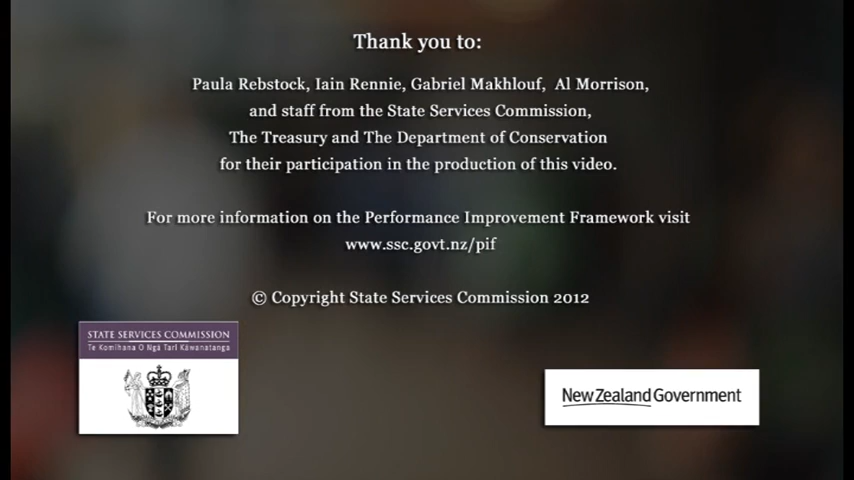 Thank you to:
Paula Rebstock, Iain Rennie, Gabriel Makhlouf, Al Morrison,
and staff from the State Services Commission,
The Treasury and The Department of Conservation
for their participation in the production of this video.
For more information on the Performance Improvement Framework visit
www.ssc.govt.nz/pif
© Copyright State Services Commission 2012
STATE SERVICES COMMISSION
Te Komihana O Ngā Tari Kāwanatanga
New Zealand Government